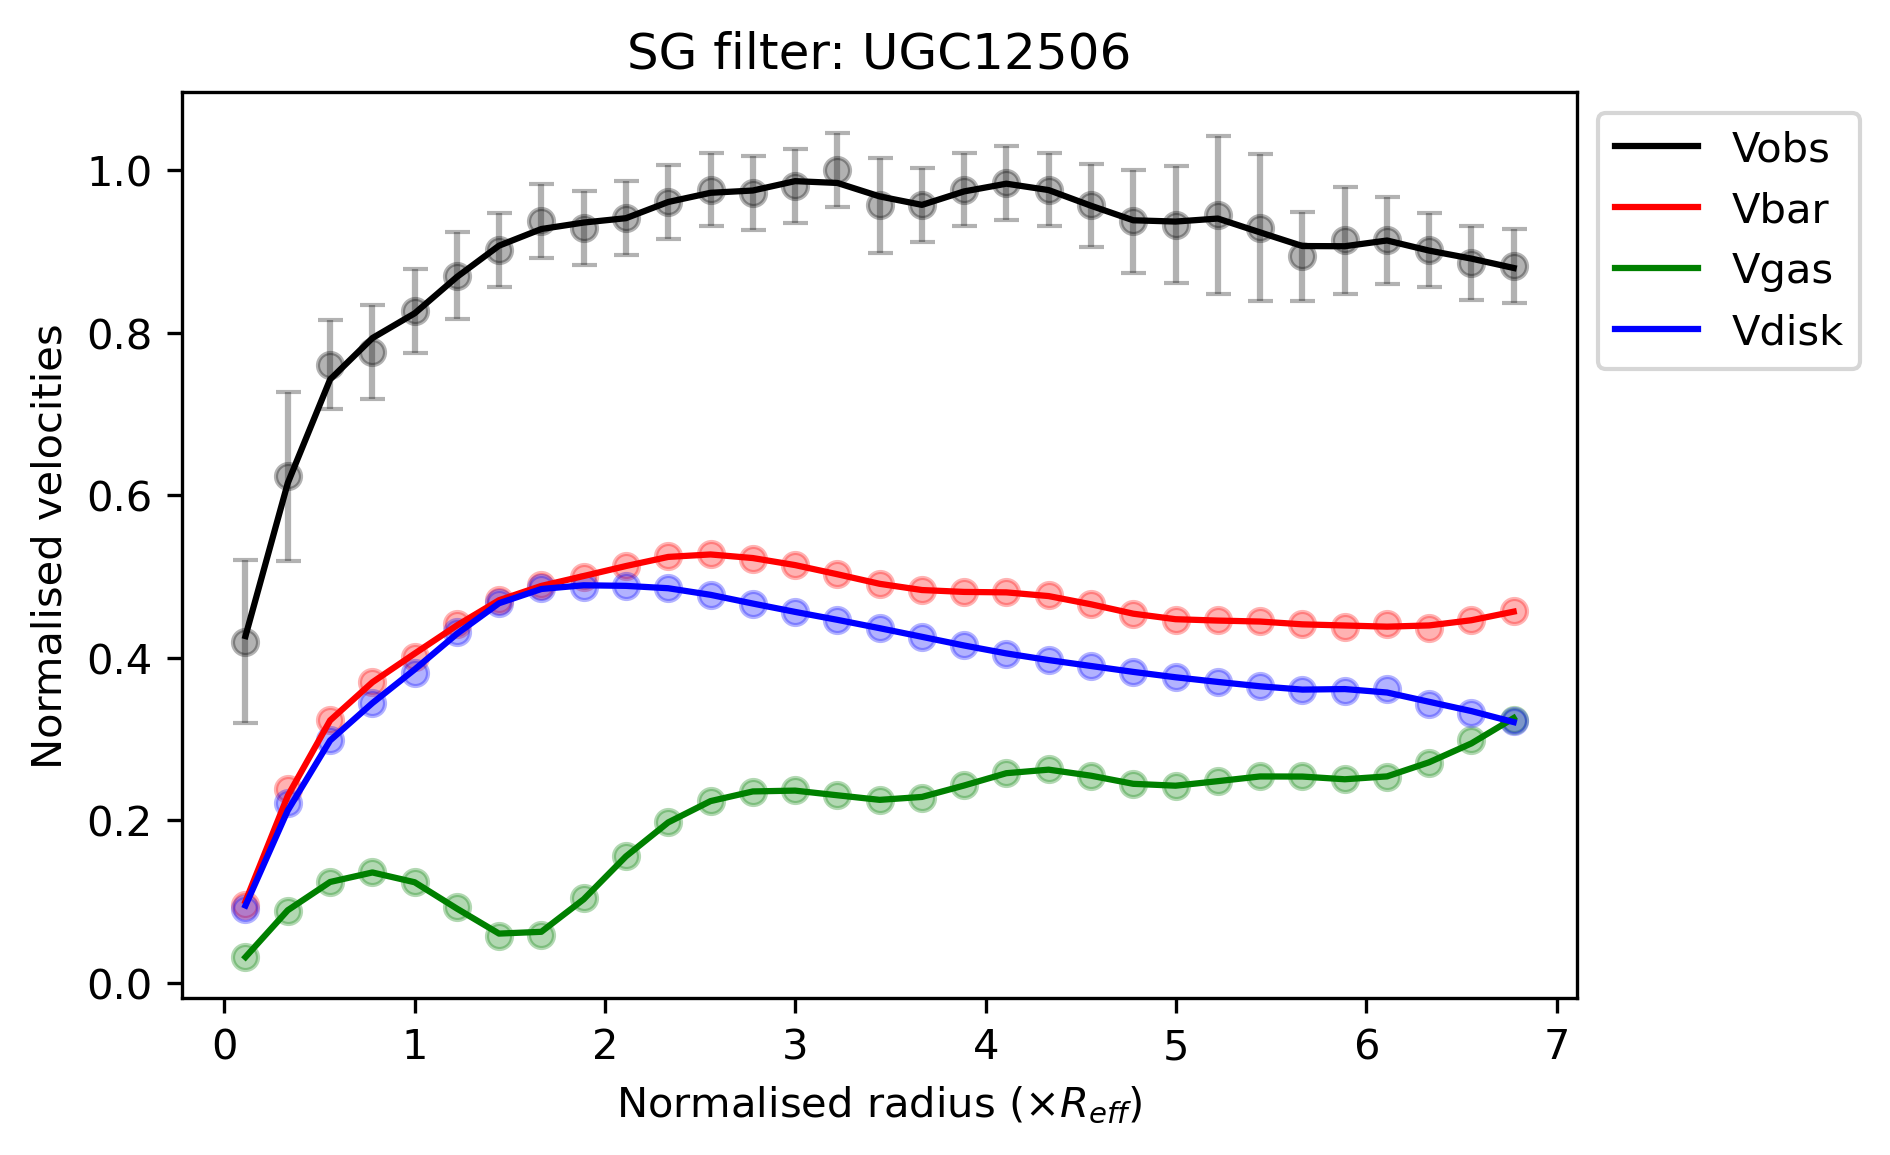 SG filter: UGC12506
Normalised velocities
1.0
0.8
0.6
0.4
0.2
0.0
0 1 2 3 4 5 6 7
Normalised radius (×R_eff)
Vobs
Vbar
Vgas
Vdisk